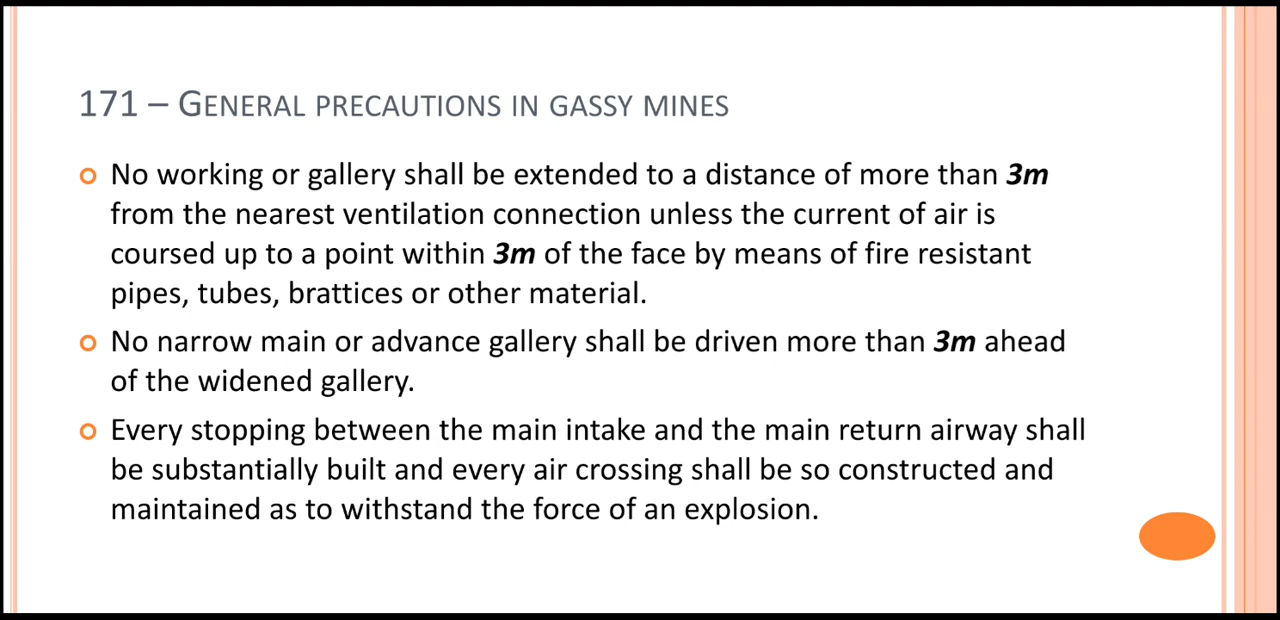 171 – GENERAL PRECAUTIONS IN GASSY MINES
No working or gallery shall be extended to a distance of more than 3m
from the nearest ventilation connection unless the current of air is
coursed up to a point within 3m of the face by means of fire resistant
pipes, tubes, brattices or other material.
No narrow main or advance gallery shall be driven more than 3m ahead
of the widened gallery.
Every stopping between the main intake and the main return airway shall
be substantially built and every air crossing shall be so constructed and
maintained as to withstand the force of an explosion.